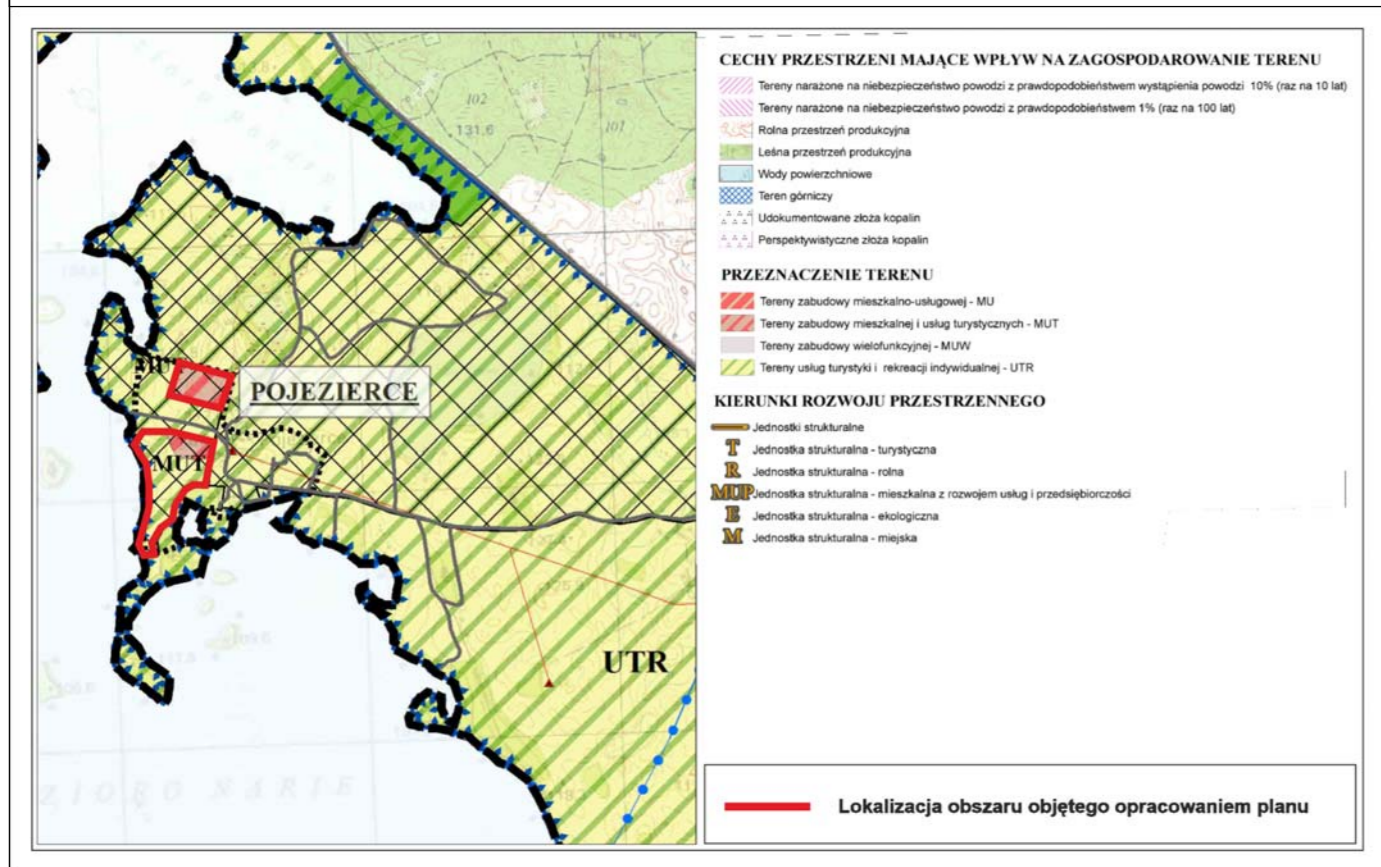 102
101
131.6
MU
POJEZIERCE
MUT
UTR
CECHY PRZESTRZENI MAJĄCE WPŁYW NA ZAGOSPODAROWANIE TERENU
Tereny narażone na niebezpieczeństwo powodzi z prawdopodobieństwem wystąpienia powodzi 10% (raz na 10 lat)
Tereny narażone na niebezpieczeństwo powodzi z prawdopodobieństwem 1% (raz na 100 lat)
Rolna przestrzeń produkcyjna
Leśna przestrzeń produkcyjna
Wody powierzchniowe
Teren górniczy
Udokumentowane złoża kopalin
Perspektywistyczne złoża kopalin
PRZEZNACZENIE TERENU
Tereny zabudowy mieszkalno-usługowej - MU
Tereny zabudowy mieszkalnej i usług turystycznych - MUT
Tereny zabudowy wielofunkcyjnej - MUW
Tereny usług turystyki i rekreacji indywidualnej - UTR
KIERUNKI ROZWOJU PRZESTRZENNEGO
Jednostki strukturalne
T Jednostka strukturalna - turystyczna
R Jednostka strukturalna - rolna
MUP Jednostka strukturalna - mieszkalna z rozwojem usług i przedsiębiorczości
E Jednostka strukturalna - ekologiczna
M Jednostka strukturalna - miejska
Lokalizacja obszaru objętego opracowaniem planu